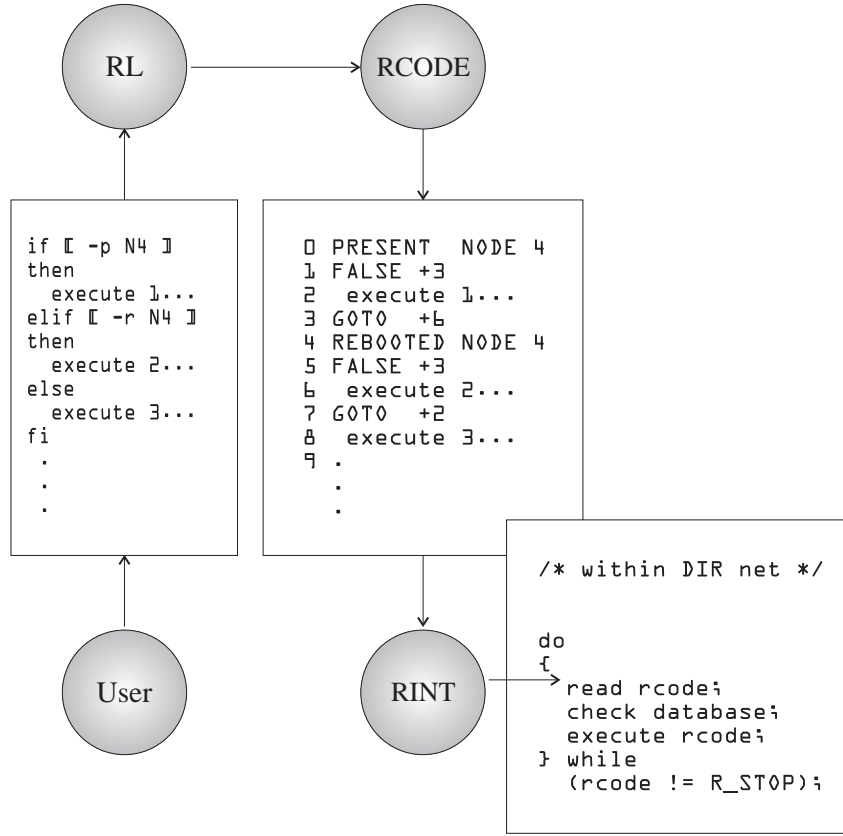 RL
RCODE
if [ -p N4 ]
then
execute 1...
elif [ -r N4 ]
then
execute 2...
else
execute 3...
fi
.
.
.
0 PRESENT NODE 4
1 FALSE +3
2 execute 1...
3 GOTO +6
4 REBOOTED NODE 4
5 FALSE +3
6 execute 2...
7 GOTO +2
8 execute 3...
9 .
.
.
User
RINT
/* within DIR net */
do
{
read rcode;
check database;
execute rcode;
} while
(rcode != R_STOP);